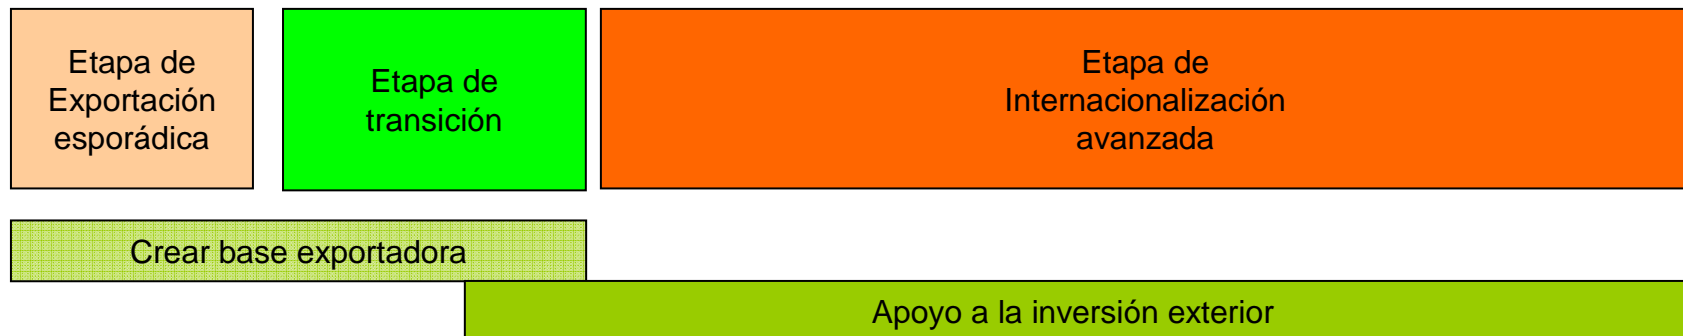 Etapa de
Exportación
esporádica
Etapa de
transición
Etapa de
Internacionalización
avanzada
Crear base exportadora
Apoyo a la inversión exterior